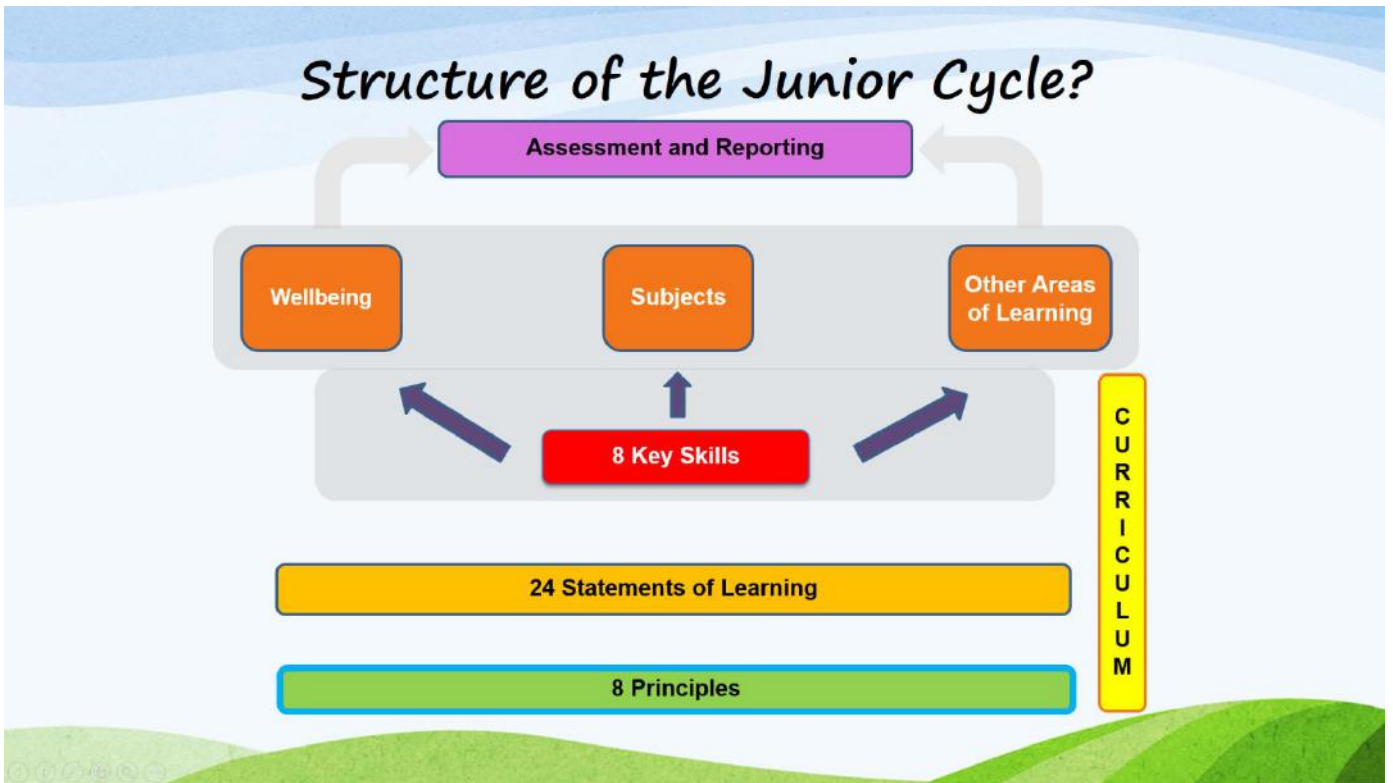 Structure of the Junior Cycle?
Assessment and Reporting
Wellbeing
Subjects
Other Areas
of Learning
8 Key Skills
CURRICULUM
24 Statements of Learning
8 Principles